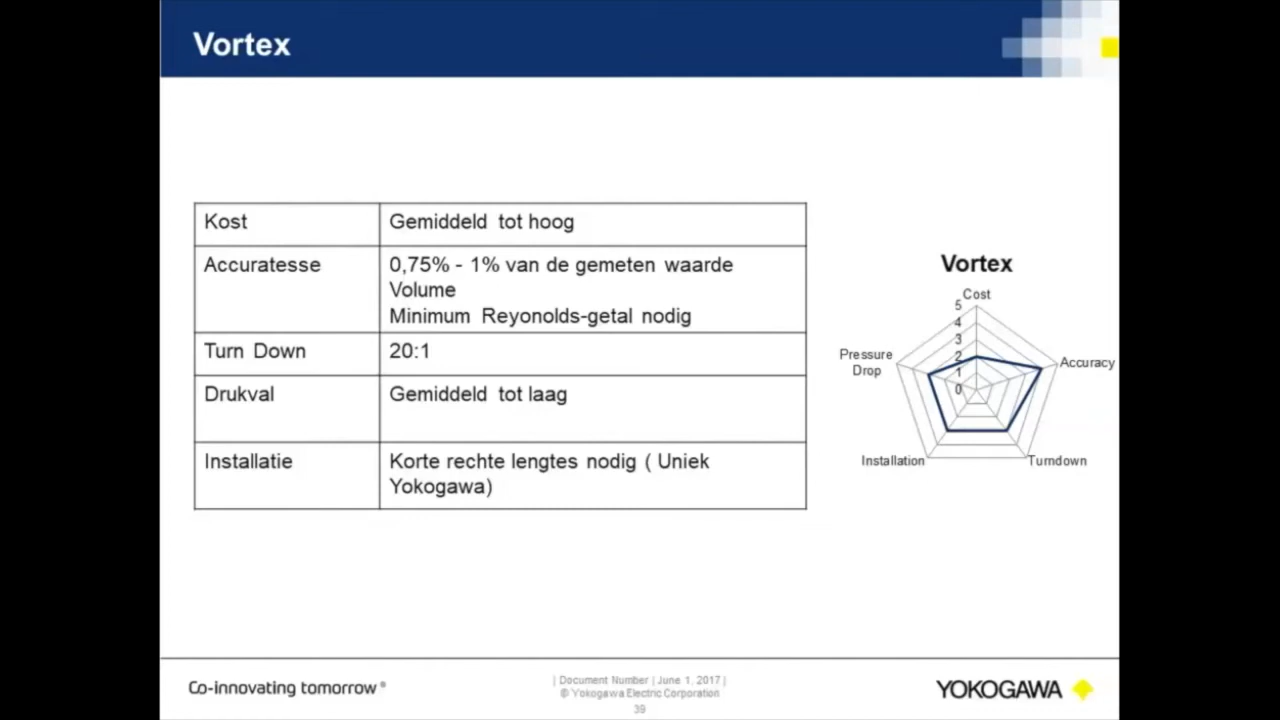 Vortex
Kost
Gemiddeld tot hoog
Accuratesse
0,75% - 1% van de gemeten waarde
Volume
Minimum Reyonolds-getal nodig
Turn Down
20:1
Drukval
Gemiddeld tot laag
Installatie
Korte rechte lengtes nodig ( Uniek
Yokogawa)
Vortex
Cost
5
4
3
2
1
0
Pressure
Drop
Accuracy
Installation
Turndown
Co-innovating tomorrow®
| Document Number | June 1, 2017 |
© Yokogawa Electric Corporation
39
YOKOGAWA